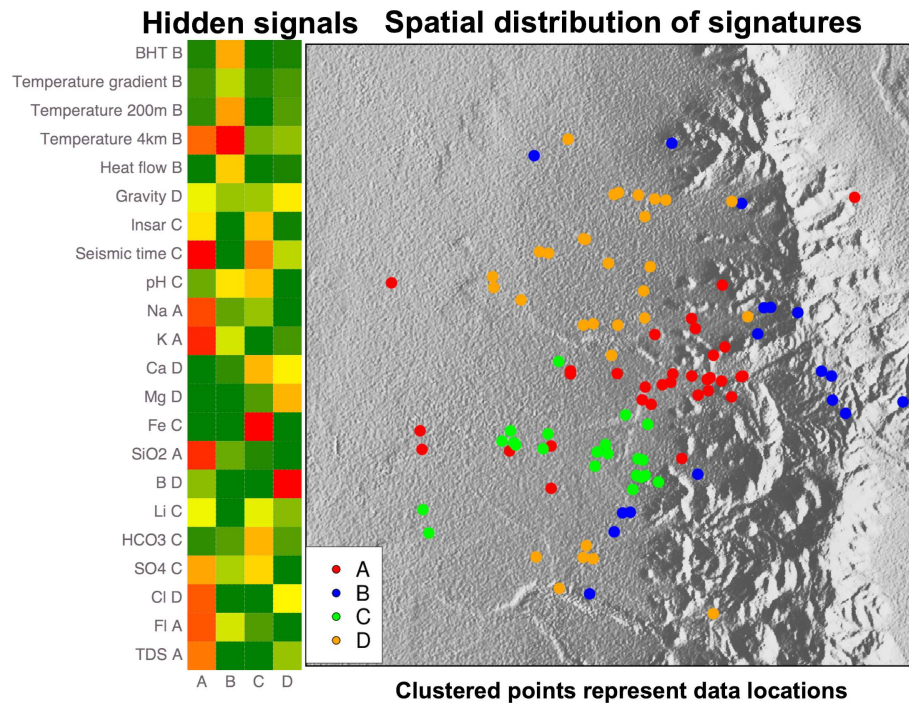 Hidden signals
Spatial distribution of signatures
BHT B
Temperature gradient B
Temperature 200m B
Temperature 4km B
Heat flow B
Gravity D
Insar C
Seismic time C
pH C
Na A
K A
Ca D
Mg D
Fe C
SiO2 A
B D
Li C
HCO3 C
SO4 C
Cl D
Fl A
TDS A
A B C D
A
B
C
D
Clustered points represent data locations